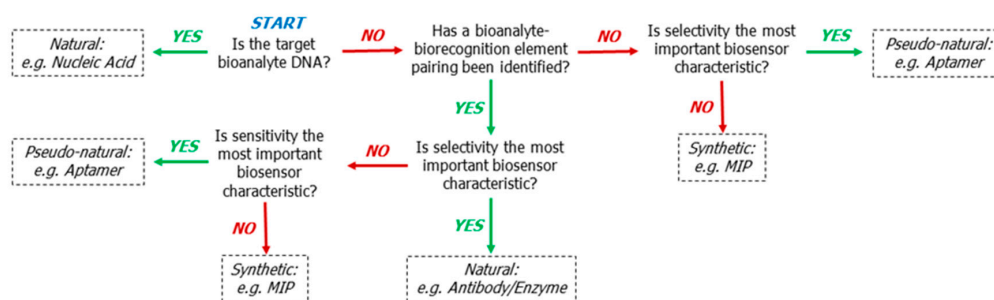 START
Is the target
bioanalyte DNA?
YES
Natural:
e.g. Nucleic Acid
NO
Has a bioanalyte-
biorecognition element
pairing been identified?
NO
Is selectivity the most
important biosensor
characteristic?
YES
Pseudo-natural:
e.g. Aptamer
NO
Synthetic:
e.g. MIP
YES
Is selectivity the most
important biosensor
characteristic?
NO
Is sensitivity the
most important
biosensor
characteristic?
YES
Pseudo-natural:
e.g. Aptamer
NO
Synthetic:
e.g. MIP
YES
Natural:
e.g. Antibody/Enzyme